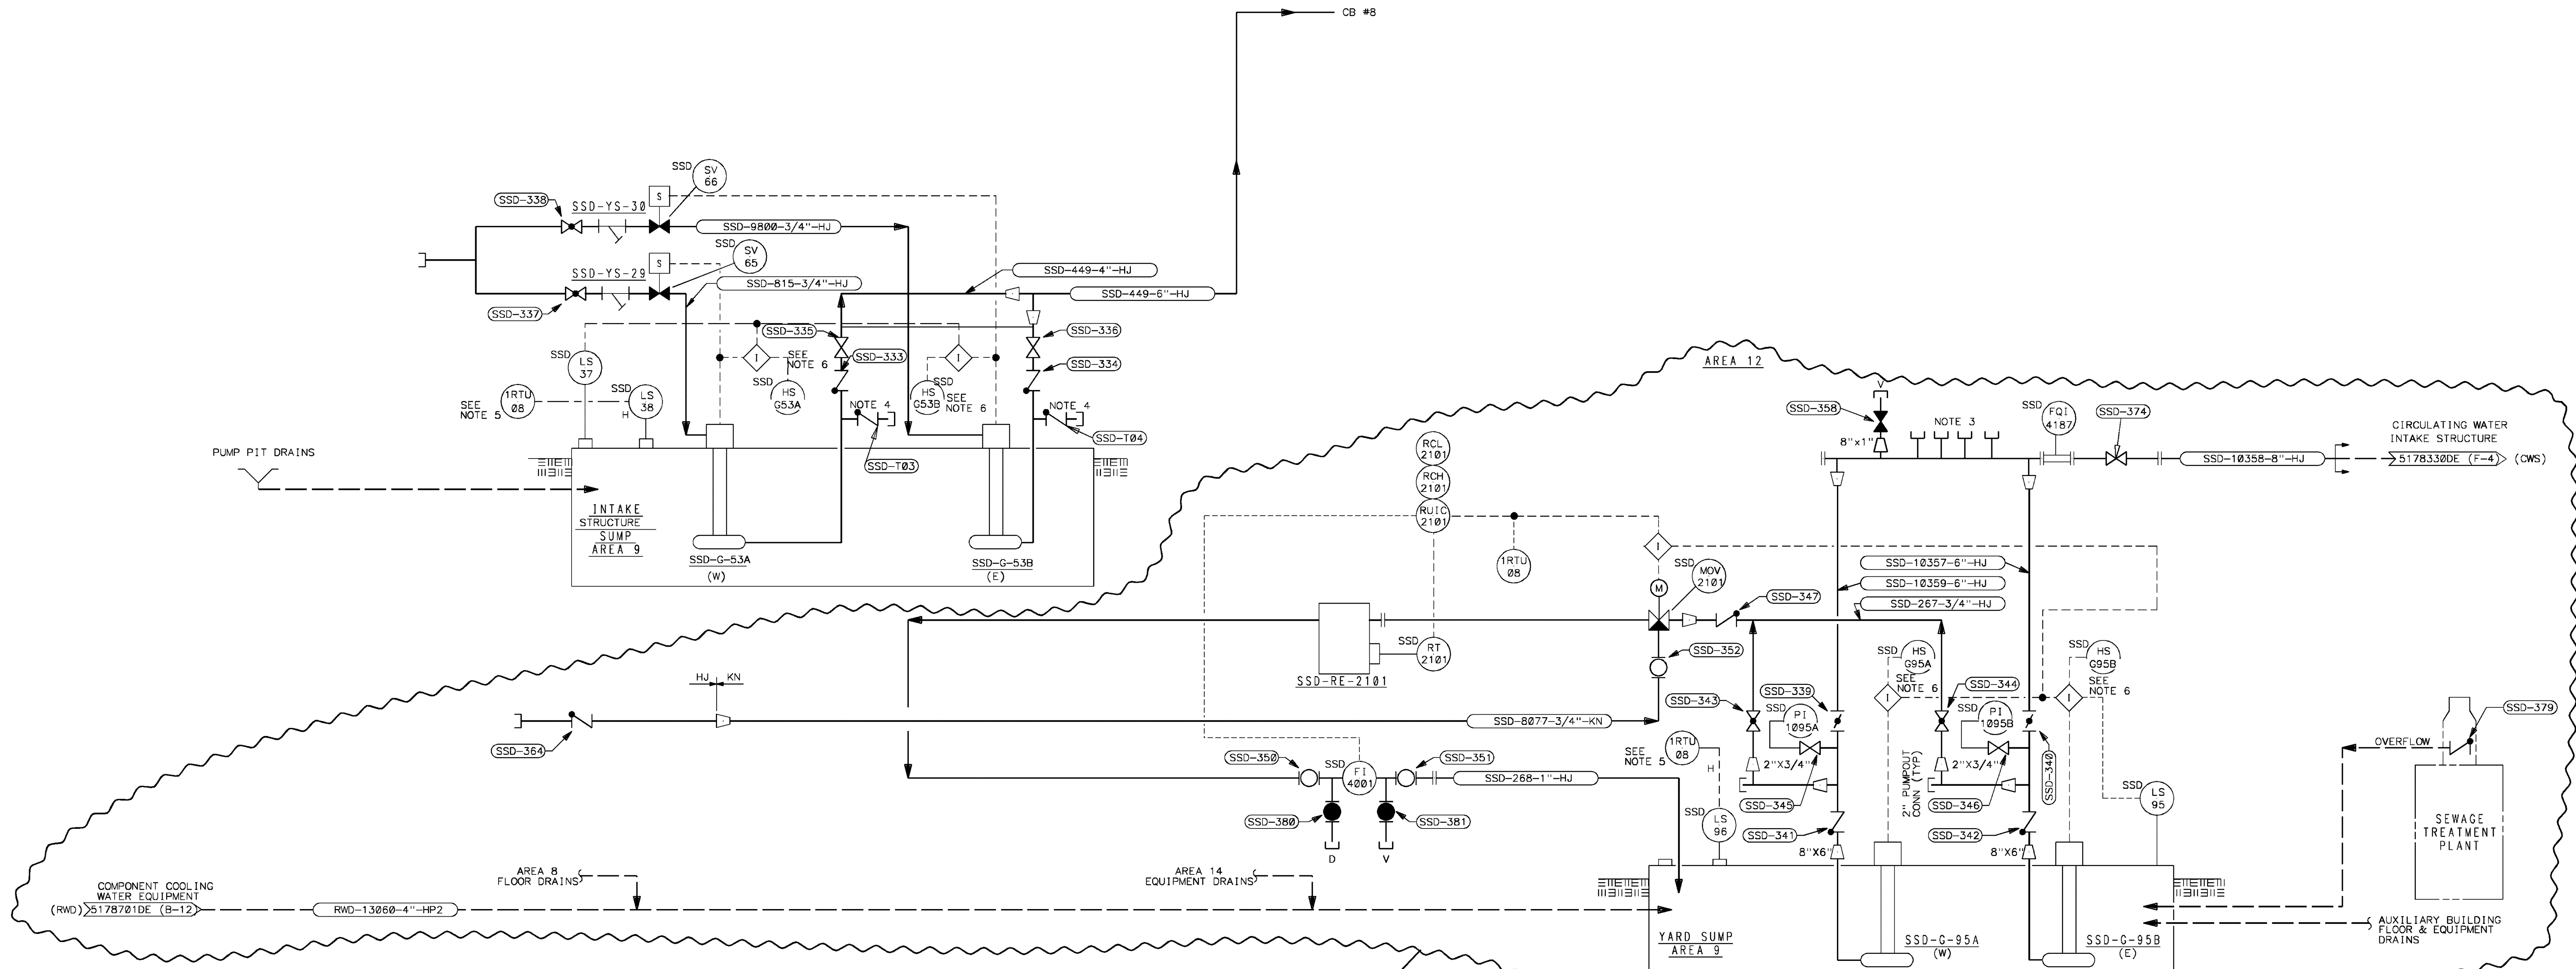 CB #8
SSD
SV
66
SSD-338
SSD-YS-30
S
SSD-9800-3/4"-HJ
SSD
SV
65
SSD-YS-29
S
SSD-815-3/4"-HJ
SSD-337
SSD-449-4"-HJ
SSD-449-6"-HJ
SSD-335
SSD-336
SSD
LS
37
I
SEE
NOTE 6
SSD-333
I
SSD-334
1RTU
08
SEE
NOTE 5
SSD
LS
38
H
SSD
HS
G53A
SSD
HS
G53B
SEE
NOTE 6
NOTE 4
NOTE 4
SSD-T03
SSD-T04
PUMP PIT DRAINS
INTAKE
STRUCTURE
SUMP
AREA 9
SSD-G-53A
(W)
SSD-G-53B
(E)
AREA 12
V
SSD-358
8"x1"
NOTE 3
SSD
FQI
4187
SSD-374
CIRCULATING WATER
INTAKE STRUCTURE
SSD-10358-8"-HJ
5178330DE (F-4)
(CWS)
RCL
2101
RCH
2101
RUIC
2101
1RTU
08
I
SSD
MOV
2101
M
SSD-10357-6"-HJ
SSD-10359-6"-HJ
SSD-267-3/4"-HJ
SSD-347
SSD
RT
2101
SSD-RE-2101
SSD-352
SSD
HS
G95A
SEE
NOTE 6
SSD
HS
G95B
SEE
NOTE 6
HJ
KN
SSD-364
SSD-8077-3/4"-KN
SSD-343
SSD-339
SSD
PI
1095A
I
SSD-344
SSD
PI
1095B
I
SSD-340
SSD-379
OVERFLOW
SSD-350
SSD
FI
4001
SSD-351
SSD-268-1"-HJ
1RTU
08
SEE
NOTE 5
H
2"X3/4"
2"X3/4"
2" PUMPOUT
CONN (TYP)
SSD-345
SSD-346
SSD
LS
95
SSD-380
SSD-381
D
V
SSD
LS
96
SSD-341
SSD-342
8"X6"
8"X6"
SEWAGE
TREATMENT
PLANT
AREA 8
FLOOR DRAINS
AREA 14
EQUIPMENT DRAINS
COMPONENT COOLING
WATER EQUIPMENT
(RWD)
5178701DE (B-12)
RWD-13060-4"-HP2
YARD SUMP
AREA 9
SSD-G-95A
(W)
SSD-G-95B
(E)
AUXILIARY BUILDING
FLOOR & EQUIPMENT
DRAINS